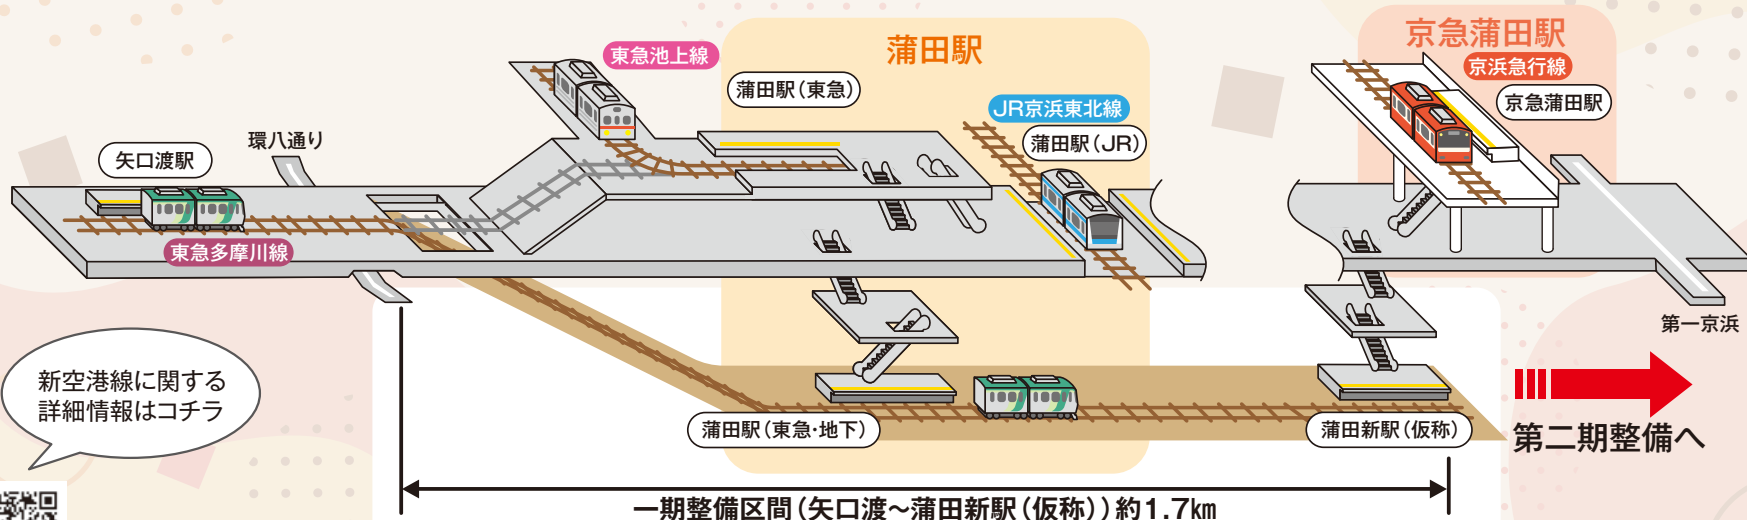 蒲田駅
京急蒲田駅
東急池上線
京浜急行線
蒲田駅（東急）
JR京浜東北線
京急蒲田駅
蒲田駅（JR）
環八通り
矢口渡駅
東急多摩川線
第一京浜
新空港線に関する
詳細情報はコチラ
蒲田駅（東急・地下）
蒲田新駅（仮称）
第二期整備へ
一期整備区間（矢口渡〜蒲田新駅（仮称））約1.7㎞